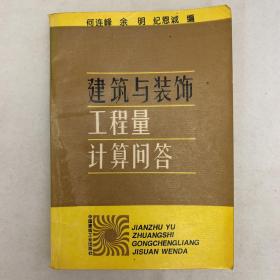 何连峰 余明 纪恩诚 编
建筑与装饰
工程量
计算问答
JIANZHU YU
ZHUANGSHI
GONGCHENGLIANG
JISUAN WENDA